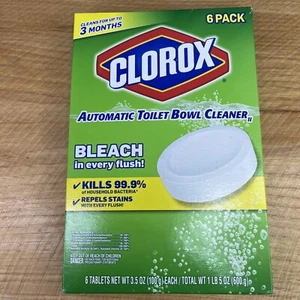 CLEANS FOR UP TO
3 MONTHS
6 PACK
CLOROX
AUTOMATIC TOILET BOWL CLEANER
BLEACH
in every flush!
✓KILLS 99.9%
OF HOUSEHOLD BACTERIA*
✓REPELS STAINS
WITH EVERY FLUSH!
KEEP OUT OF REACH OF CHILDREN
DANGER
6 TABLETS NET WT 3.5 OZ (100 g) EACH / TOTAL WT 1 LB 5 OZ (600 g)